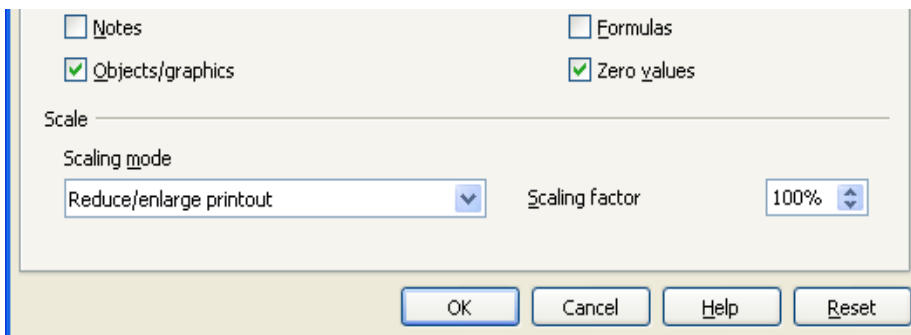 Notes Formulas
Objects/graphics Zero values
Scale
Scaling mode
Reduce/enlarge printout Scaling factor 100%
OK Cancel Help Reset